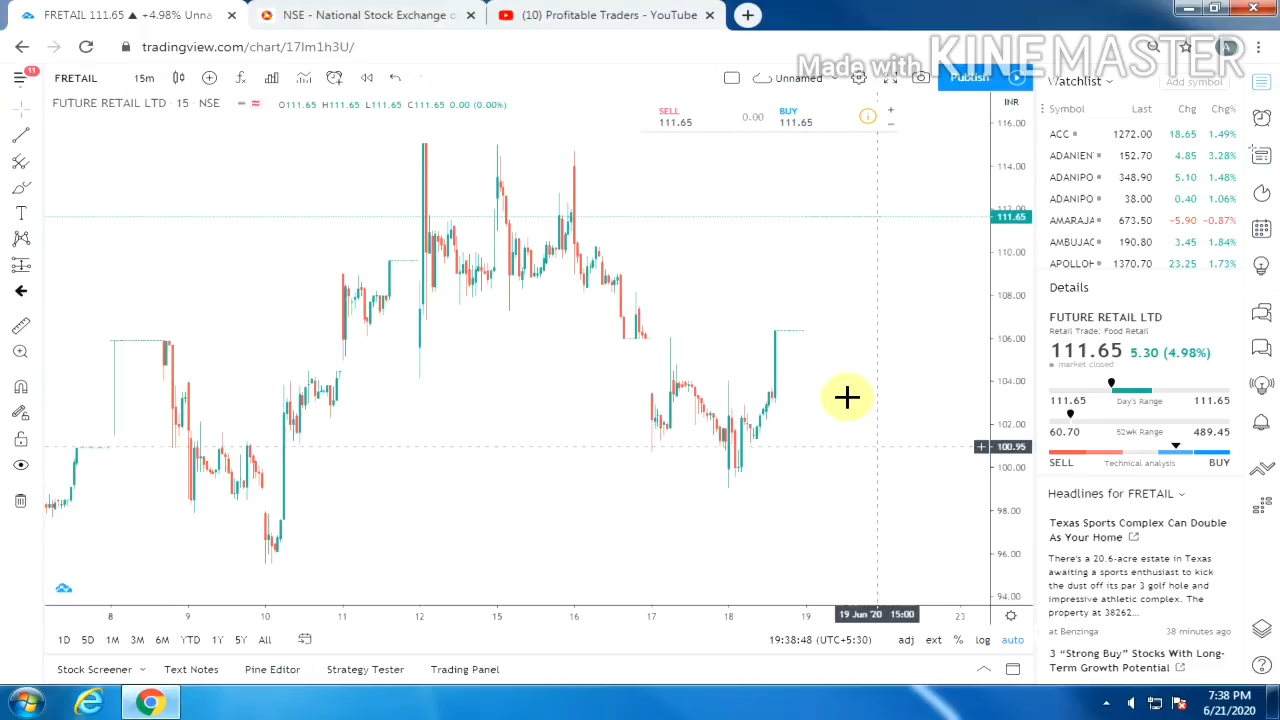 FRETAIL 111.65 ▲ +4.98% Unna
NSE - National Stock Exchange o
(10) Profitable Traders - YouTube
tradingview.com/chart/17lm1h3U/
A
Made with KINEMASTER
11
FRETAIL
15m
Unnamed
Publish
FUTURE RETAIL LTD · 15 · NSE
O111.65 H111.65 L111.65 C111.65 0.00 (0.00%)
SELL
111.65
0.00
BUY
111.65
INR
116.00
114.00
112.00
111.65
110.00
108.00
106.00
104.00
102.00
100.95
100.00
98.00
96.00
94.00
8
9
10
11
12
15
16
17
18
19
19 Jun '20 15:00
23
1D 5D 1M 3M 6M YTD 1Y 5Y All
19:38:48 (UTC+5:30)
adj ext % log auto
Stock Screener
Text Notes
Pine Editor
Strategy Tester
Trading Panel
Watchlist
Add symbol
Symbol Last Chg Chg%
ACC 1272.00 18.65 1.49%
ADANIEN 152.70 4.85 3.28%
ADANIPO 348.90 5.10 1.48%
ADANIPO 38.00 0.40 1.06%
AMARAJA 673.50 −5.90 −0.87%
AMBUJAC 190.80 3.45 1.84%
APOLLOH 1370.70 23.25 1.73%
Details
FUTURE RETAIL LTD
Retail Trade: Food Retail
111.65 5.30 (4.98%)
market closed
111.65 Day's Range 111.65
60.70 52wk Range 489.45
SELL Technical analysis BUY
Headlines for FRETAIL
Texas Sports Complex Can Double
As Your Home
There's a 20.6-acre estate in Texas
awaiting a sports enthusiast to kick
the dust off its par 3 golf hole and
impressive athletic complex. The
property at 38262...
at Benzinga 38 minutes ago
3 “Strong Buy” Stocks With Long-
Term Growth Potential
7:38 PM
6/21/2020